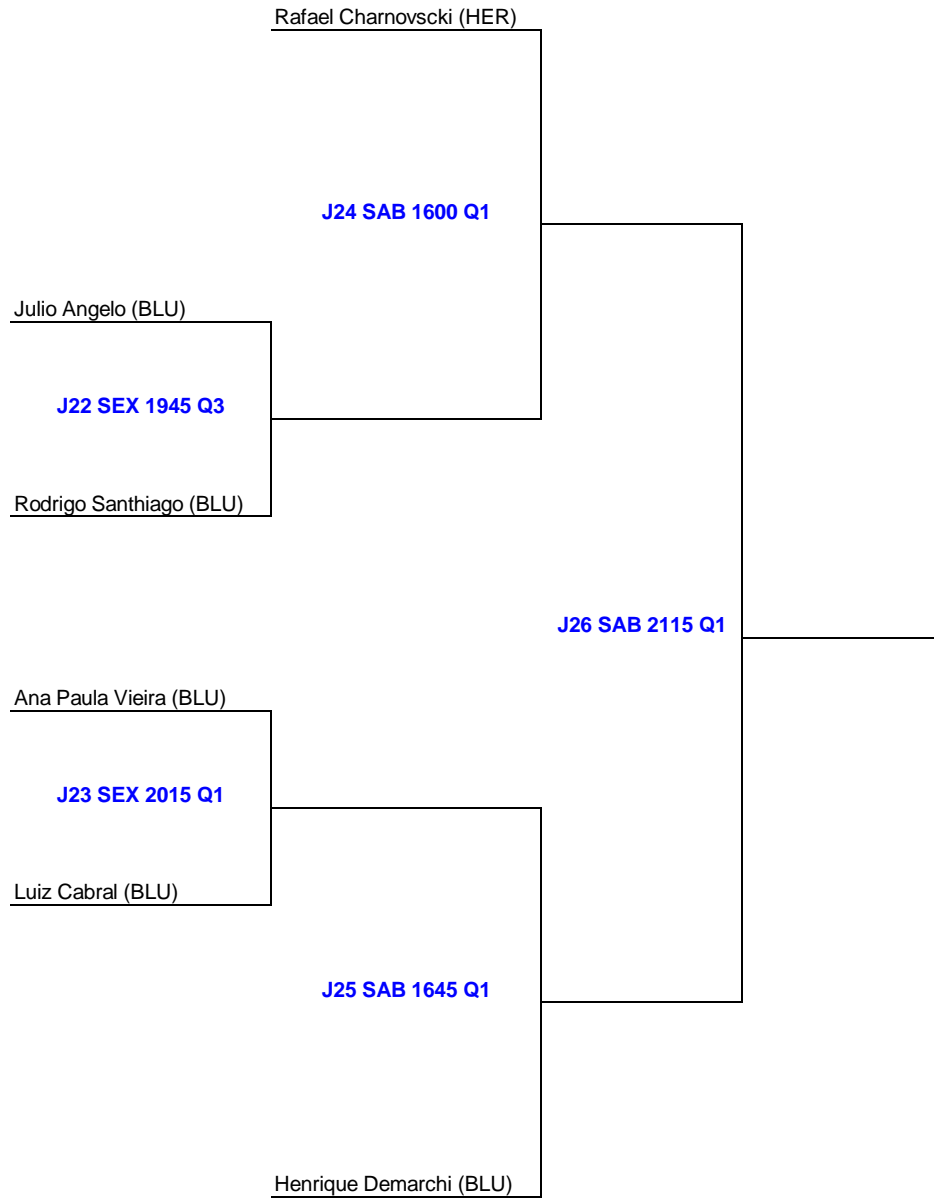 Rafael Charnovscki (HER)
J24 SAB 1600 Q1
Julio Angelo (BLU)
J22 SEX 1945 Q3
Rodrigo Santhiago (BLU)
J26 SAB 2115 Q1
Ana Paula Vieira (BLU)
J23 SEX 2015 Q1
Luiz Cabral (BLU)
J25 SAB 1645 Q1
Henrique Demarchi (BLU)